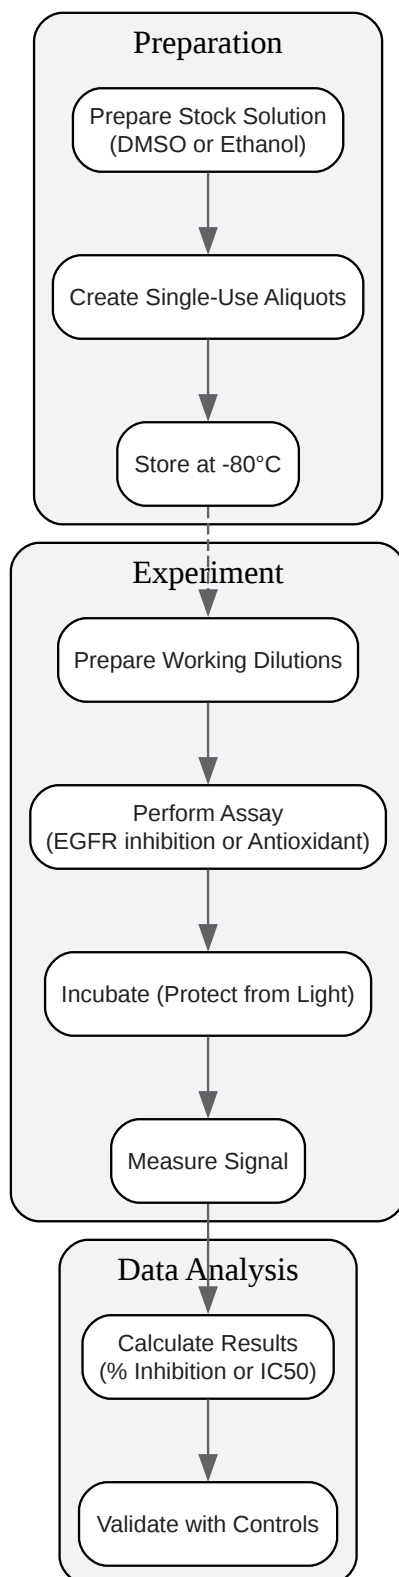 Preparation
Prepare Stock Solution
(DMSO or Ethanol)
Create Single-Use Aliquots
Store at -80°C
Experiment
Prepare Working Dilutions
Perform Assay
(EGFR inhibition or Antioxidant)
Incubate (Protect from Light)
Measure Signal
Data Analysis
Calculate Results
(% Inhibition or IC50)
Validate with Controls